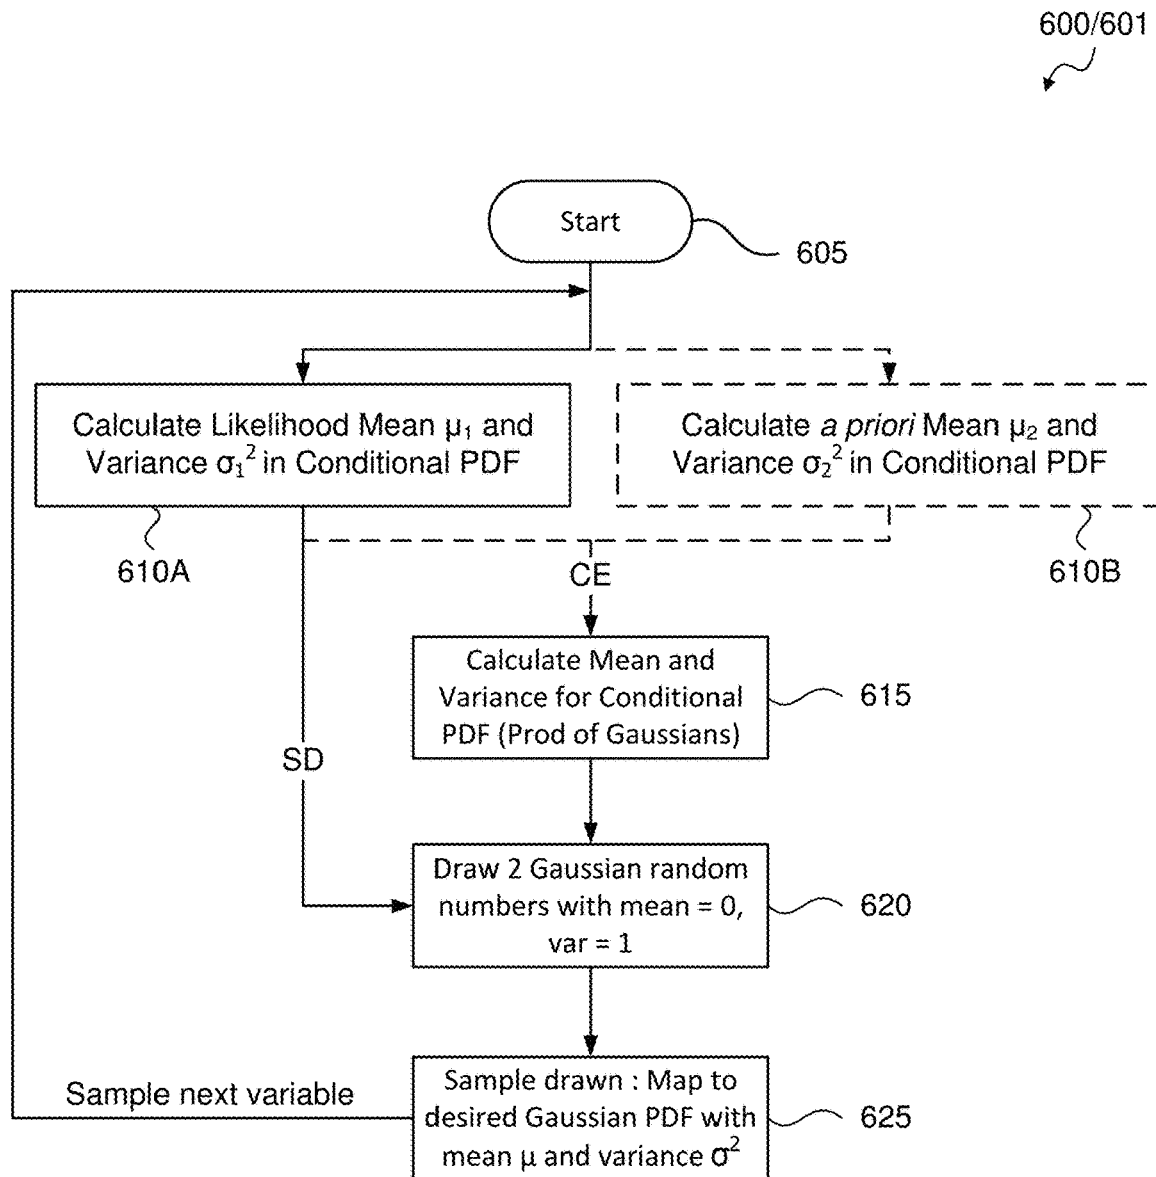 600/601
Start
605
Calculate Likelihood Mean μ₁ and
Variance σ₁² in Conditional PDF
Calculate a priori Mean μ₂ and
Variance σ₂² in Conditional PDF
610A
610B
CE
Calculate Mean and
Variance for Conditional
PDF (Prod of Gaussians)
615
SD
Draw 2 Gaussian random
numbers with mean = 0,
var = 1
620
Sample next variable
Sample drawn : Map to
desired Gaussian PDF with
mean μ and variance σ²
625